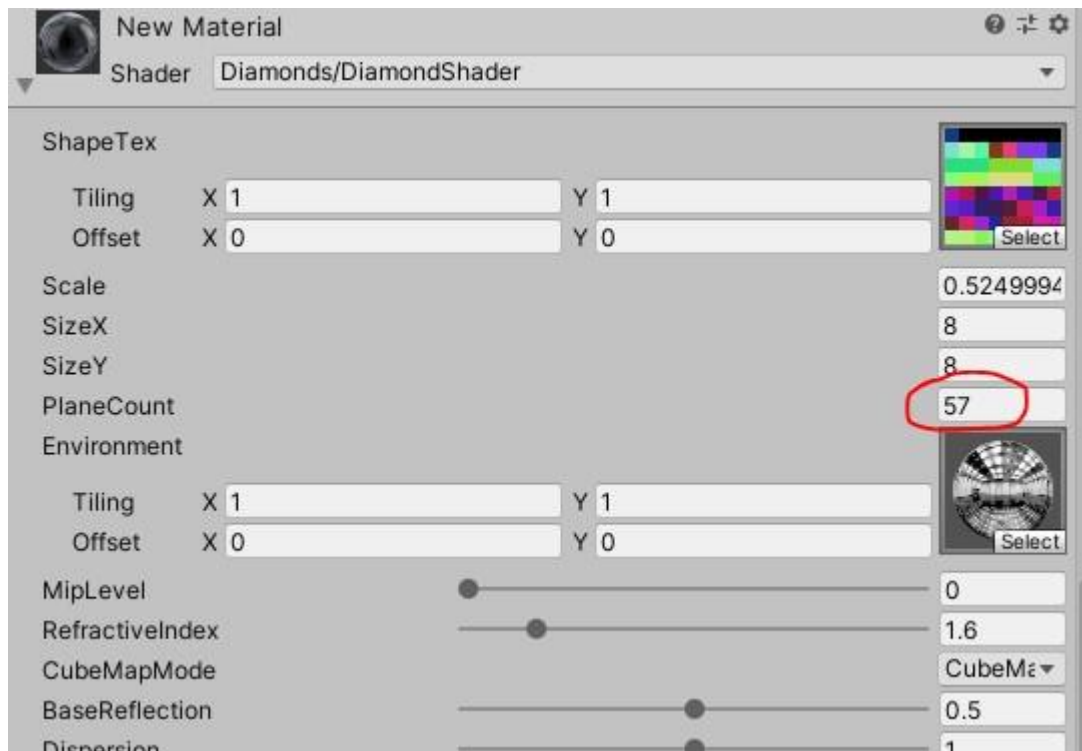 New Material
Shader Diamonds/DiamondShader
ShapeTex
Tiling X 1 Y 1
Offset X 0 Y 0
Select
Scale 0.5249994
SizeX 8
SizeY 8
PlaneCount 57
Environment
Tiling X 1 Y 1
Offset X 0 Y 0
Select
MipLevel 0
RefractiveIndex 1.6
CubeMapMode CubeMa
BaseReflection 0.5
Dispersion 1